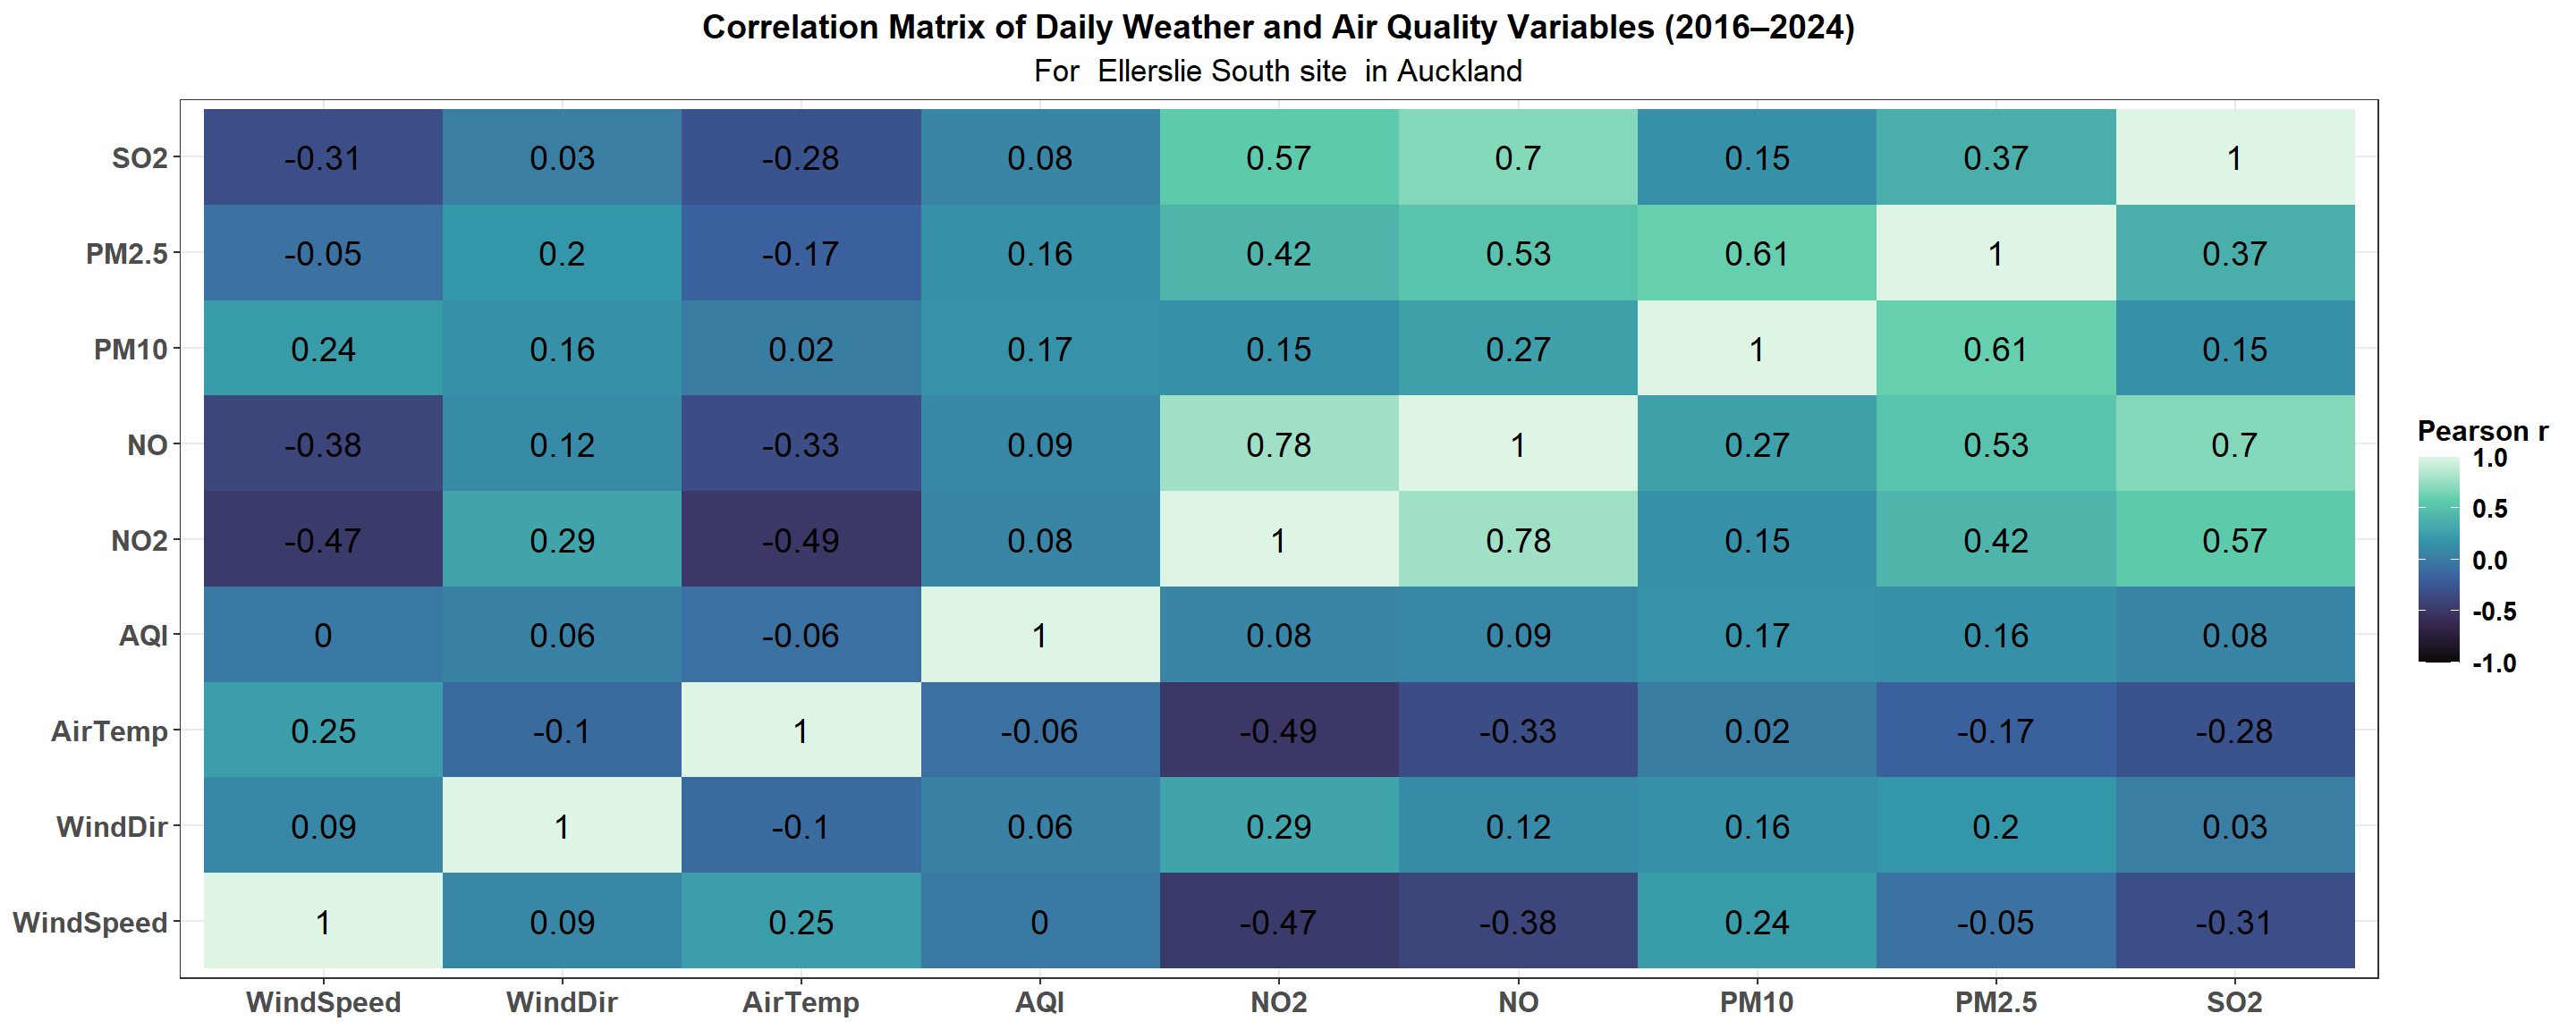 Correlation Matrix of Daily Weather and Air Quality Variables (2016–2024)
For  Ellerslie South site  in Auckland
SO2 -0.31 0.03 -0.28 0.08 0.57 0.7 0.15 0.37 1
PM2.5 -0.05 0.2 -0.17 0.16 0.42 0.53 0.61 1 0.37
PM10 0.24 0.16 0.02 0.17 0.15 0.27 1 0.61 0.15
NO -0.38 0.12 -0.33 0.09 0.78 1 0.27 0.53 0.7
NO2 -0.47 0.29 -0.49 0.08 1 0.78 0.15 0.42 0.57
AQI 0 0.06 -0.06 1 0.08 0.09 0.17 0.16 0.08
AirTemp 0.25 -0.1 1 -0.06 -0.49 -0.33 0.02 -0.17 -0.28
WindDir 0.09 1 -0.1 0.06 0.29 0.12 0.16 0.2 0.03
WindSpeed 1 0.09 0.25 0 -0.47 -0.38 0.24 -0.05 -0.31
WindSpeed WindDir AirTemp AQI NO2 NO PM10 PM2.5 SO2
Pearson r
1.0
0.5
0.0
-0.5
-1.0